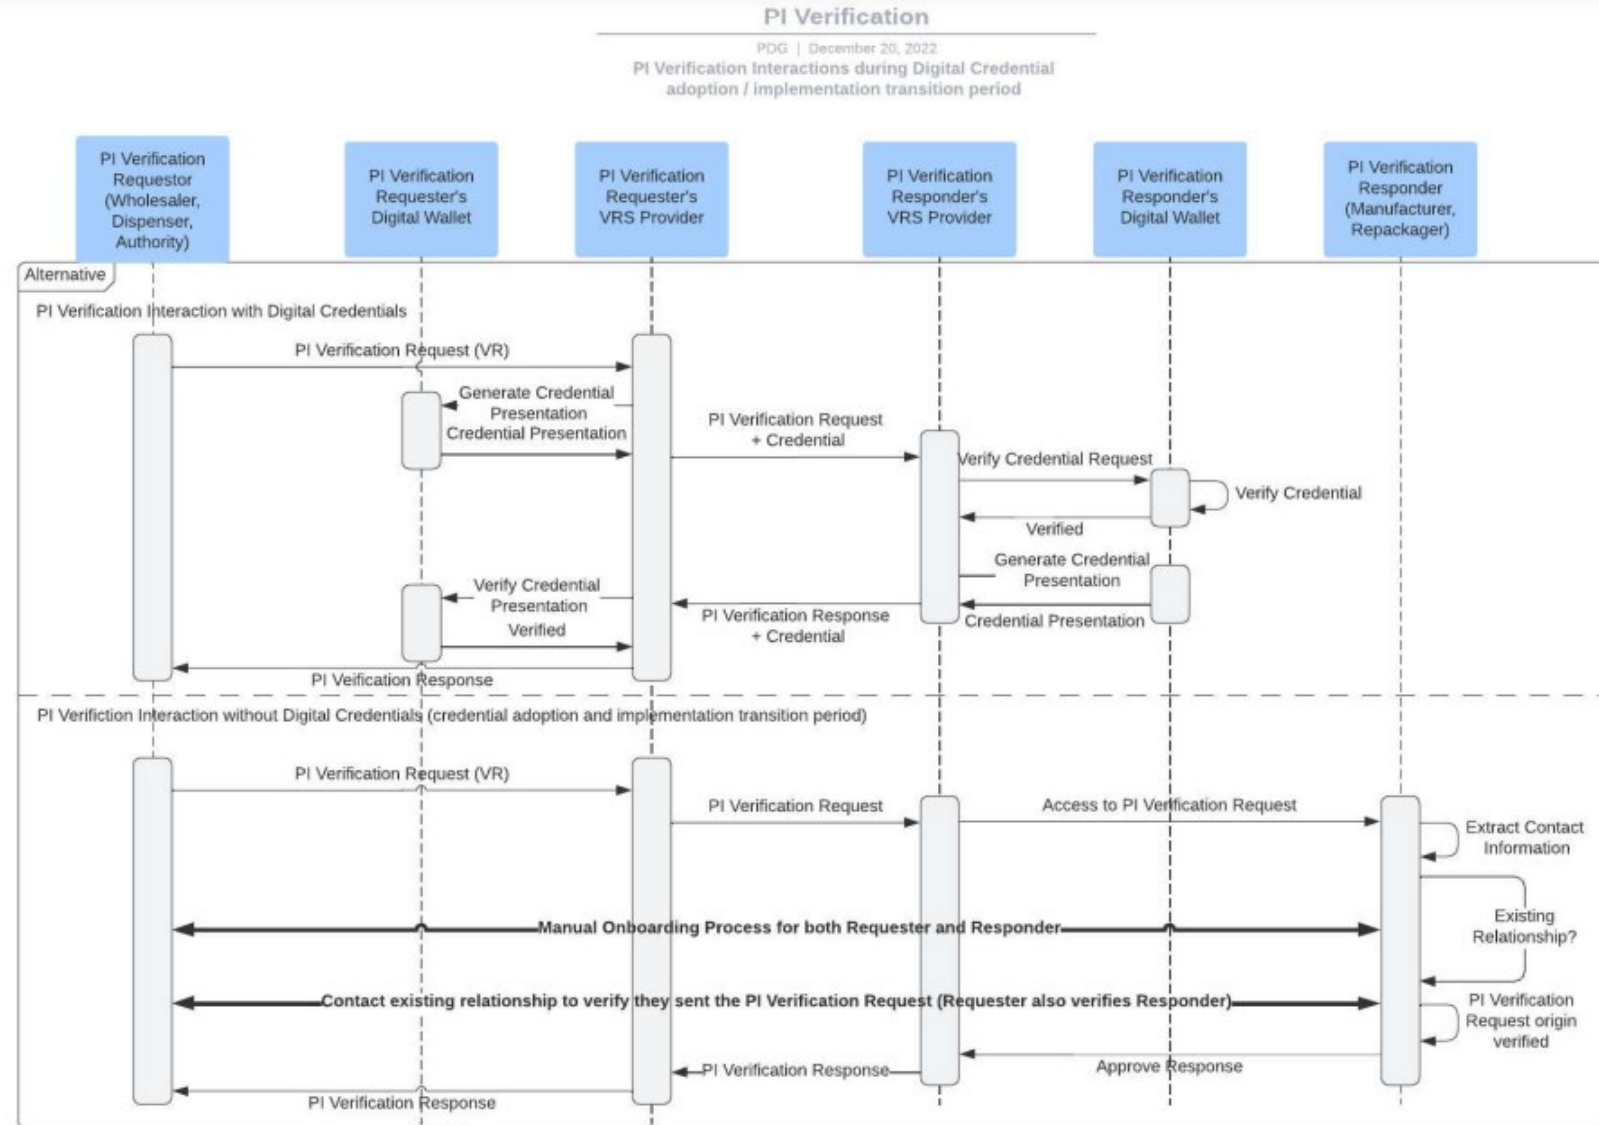 PI Verification
PDG | December 20, 2022
PI Verification Interactions during Digital Credential
adoption / implementation transition period
PI Verification
Requestor
(Wholesaler,
Dispenser,
Authority)
PI Verification
Requester's
Digital Wallet
PI Verification
Requester's
VRS Provider
PI Verification
Responder's
VRS Provider
PI Verification
Responder's
Digital Wallet
PI Verification
Responder
(Manufacturer,
Repackager)
Alternative
PI Verification Interaction with Digital Credentials
PI Verification Request (VR)
Generate Credential
Presentation
Credential Presentation
PI Verification Request
+ Credential
Verify Credential Request
Verify Credential
Verified
Generate Credential
Presentation
Credential Presentation
PI Verification Response
+ Credential
Verify Credential
Presentation
Verified
PI Veification Response
PI Verifiction Interaction without Digital Credentials (credential adoption and implementation transition period)
PI Verification Request (VR)
PI Verification Request
Access to PI Verification Request
Extract Contact
Information
Existing
Relationship?
Manual Onboarding Process for both Requester and Responder
Contact existing relationship to verify they sent the PI Verification Request (Requester also verifies Responder)
PI Verification
Request origin
verified
Approve Response
PI Verification Response
PI Verification Response